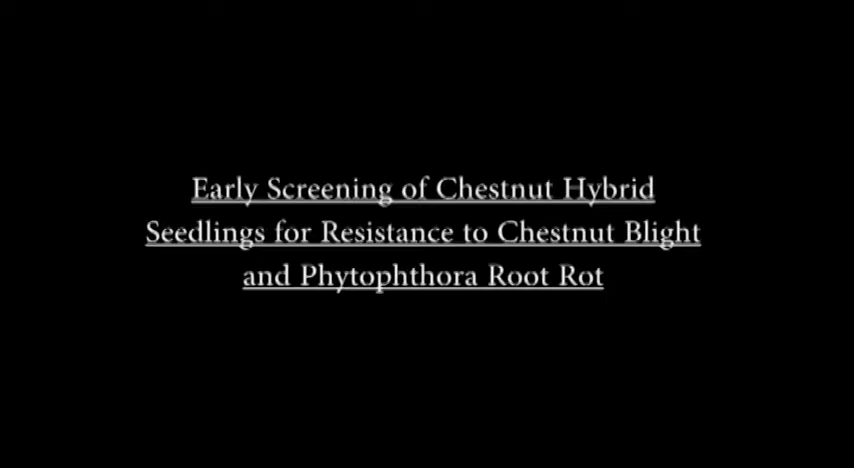 Early Screening of Chestnut Hybrid
Seedlings for Resistance to Chestnut Blight
and Phytophthora Root Rot